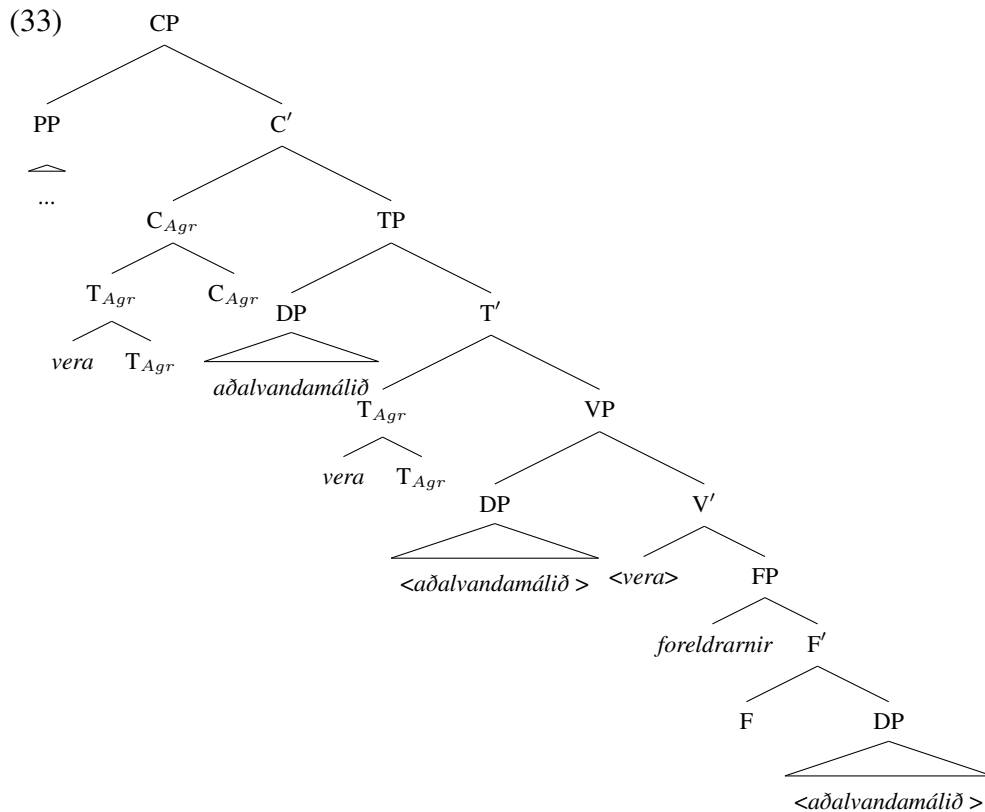 (33)
CP
PP C′
...
C_Agr TP
T_Agr C_Agr DP T′
vera T_Agr
aðalvandamálið
T_Agr VP
vera T_Agr
DP V′
<aðalvandamálið > <vera> FP
foreldrarnir F′
F DP
<aðalvandamálið >